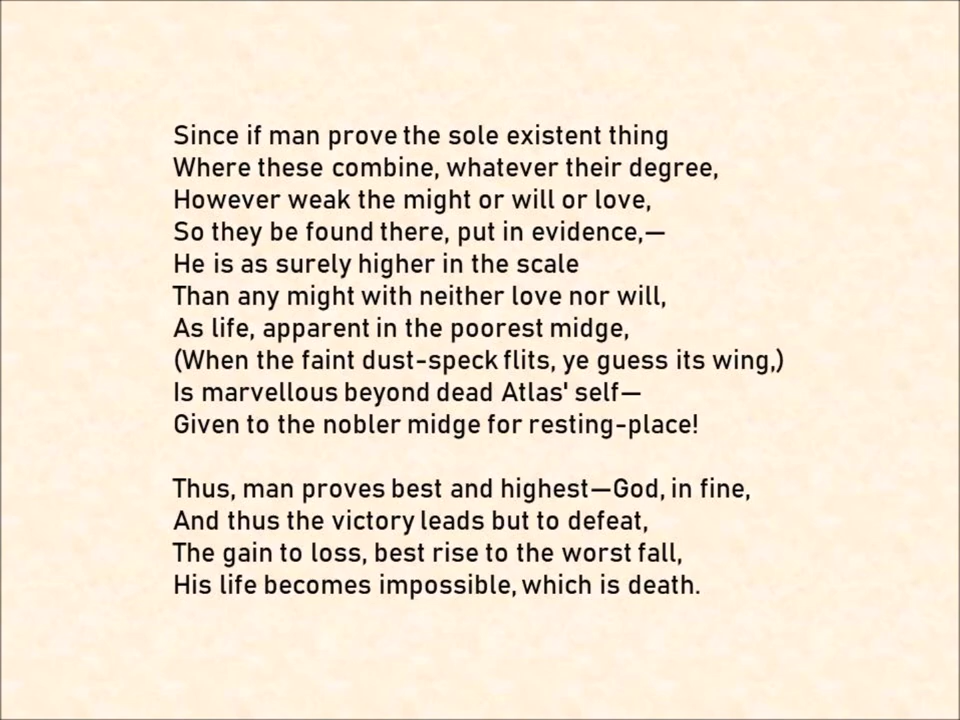 Since if man prove the sole existent thing
Where these combine, whatever their degree,
However weak the might or will or love,
So they be found there, put in evidence,—
He is as surely higher in the scale
Than any might with neither love nor will,
As life, apparent in the poorest midge,
(When the faint dust-speck flits, ye guess its wing,)
Is marvellous beyond dead Atlas' self—
Given to the nobler midge for resting-place!

Thus, man proves best and highest—God, in fine,
And thus the victory leads but to defeat,
The gain to loss, best rise to the worst fall,
His life becomes impossible, which is death.